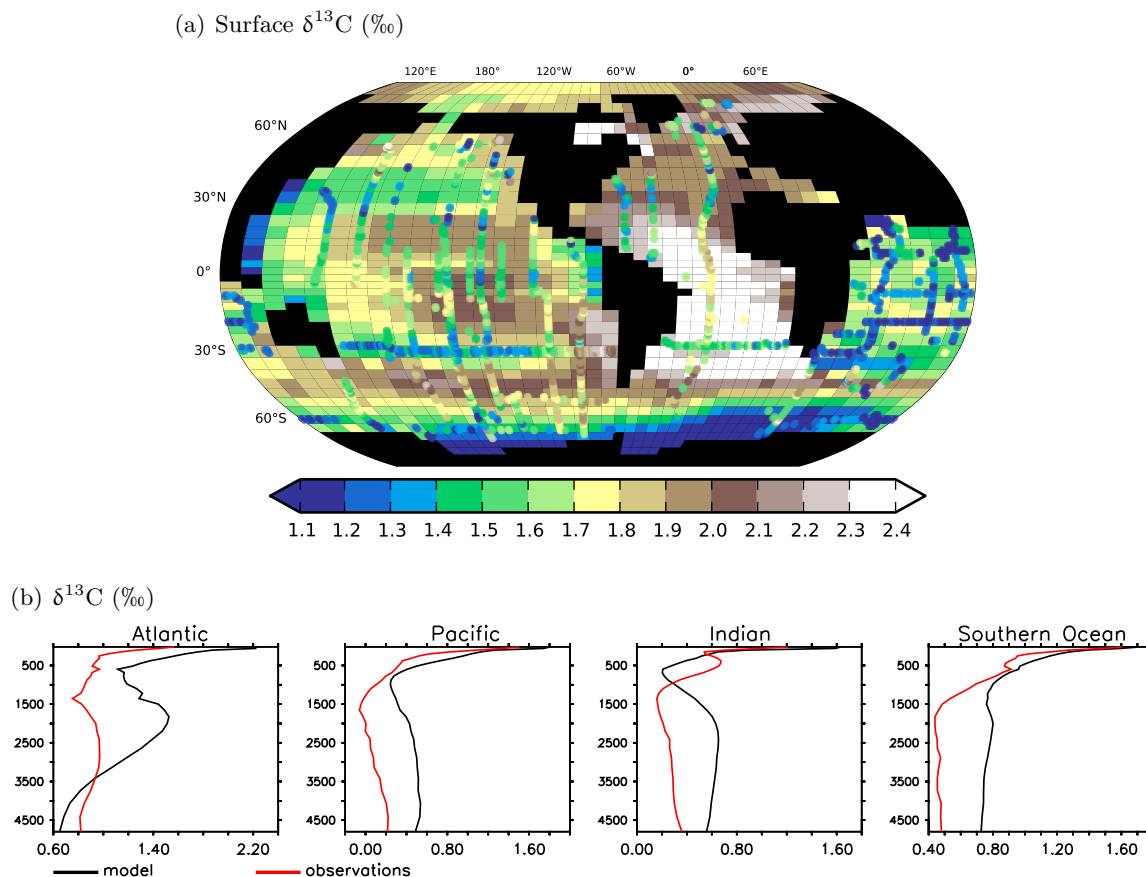 (a) Surface δ¹³C (‰)
120°E 180° 120°W 60°W 0° 60°E
60°N
30°N
0°
30°S
60°S
1.1 1.2 1.3 1.4 1.5 1.6 1.7 1.8 1.9 2.0 2.1 2.2 2.3 2.4
(b) δ¹³C (‰)
Atlantic Pacific Indian Southern Ocean
500 500 500 500
1500 1500 1500 1500
2500 2500 2500 2500
3500 3500 3500 3500
4500 4500 4500 4500
0.60 1.40 2.20 0.00 0.80 1.60 0.00 0.80 1.60 0.40 0.80 1.20 1.60
model observations